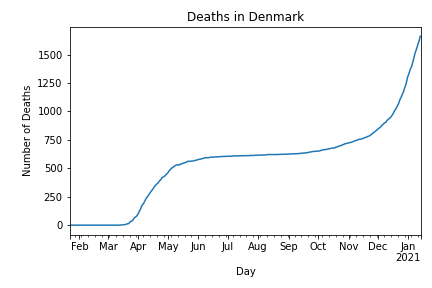 Deaths in Denmark
Number of Deaths
1500
1250
1000
750
500
250
0
Feb Mar Apr May Jun Jul Aug Sep Oct Nov Dec Jan
2021
Day